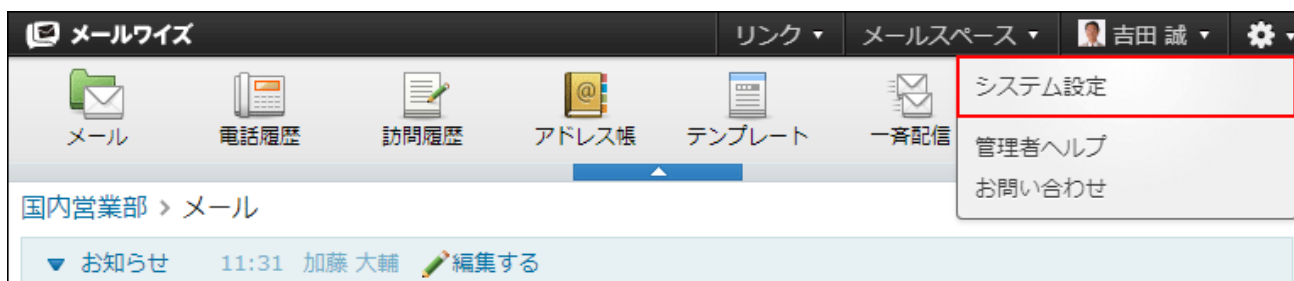 メールワイズ リンク メールスペース 吉田 誠
システム設定
メール 電話履歴 訪問履歴 アドレス帳 テンプレート 一斉配信
管理者ヘルプ
お問い合わせ
国内営業部 > メール
お知らせ 11:31 加藤 大輔 編集する